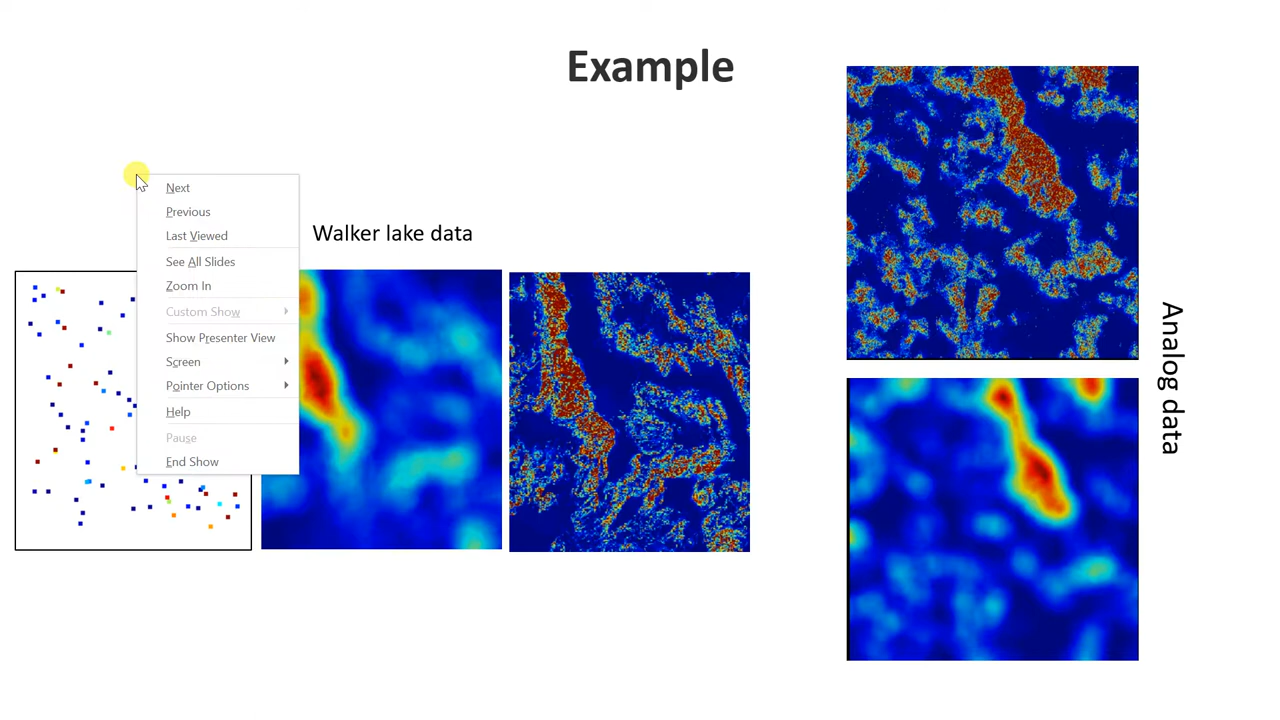 Example
Next
Previous
Last Viewed
See All Slides
Zoom In
Custom Show
Show Presenter View
Screen
Pointer Options
Help
Pause
End Show
Walker lake data
Analog data